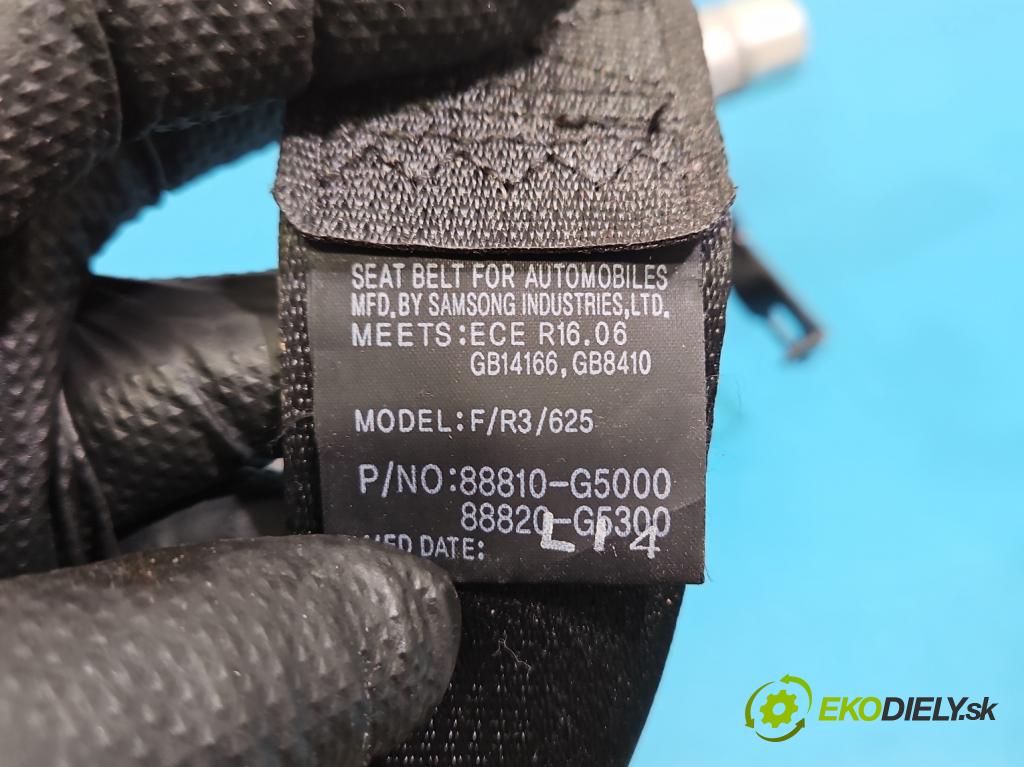 SEAT BELT FOR AUTOMOBILES
MFD.BY SAMSONG INDUSTRIES,LTD.
MEETS:ECE R16.06
GB14166,GB8410
MODEL:F/R3/625
P/NO:88810-G5000
88820-G5300
DATE: L14
EKODIELY.sk